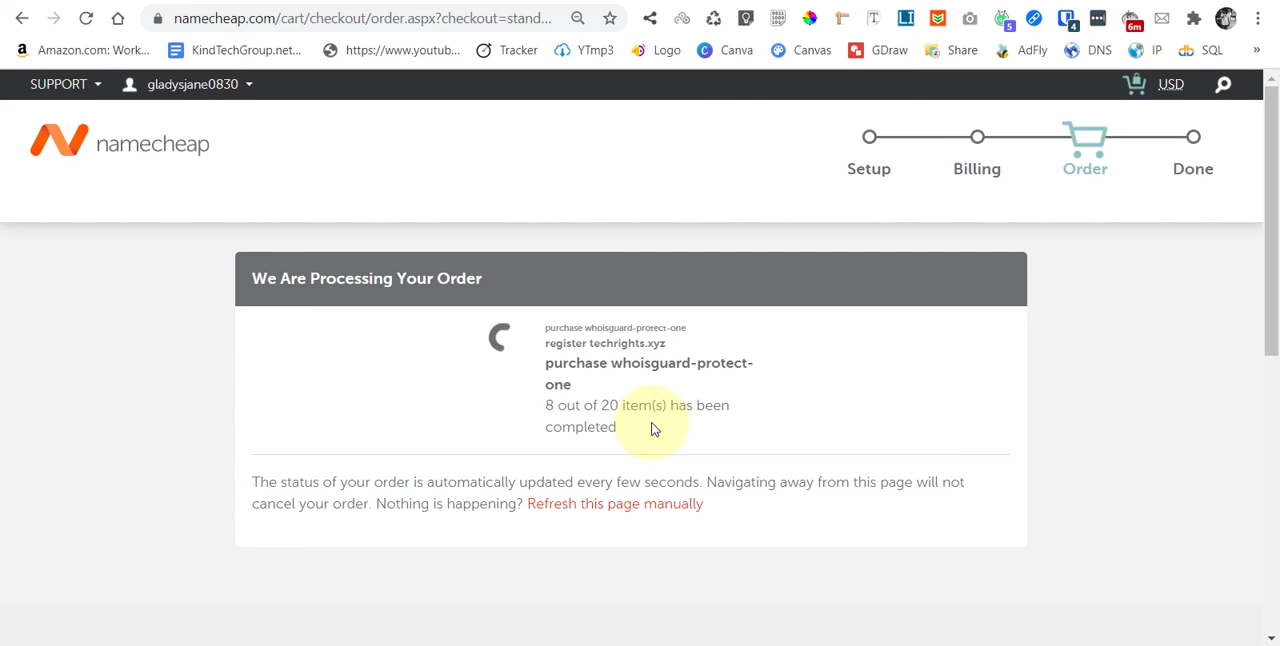 namecheap.com/cart/checkout/order.aspx?checkout=stand...
5
4
6m
Amazon.com: Work...
KindTechGroup.net...
https://www.youtub...
Tracker
YTmp3
Logo
Canva
Canvas
GDraw
Share
AdFly
DNS
IP
SQL
»
SUPPORT
gladysjane0830
USD
namecheap
Setup
Billing
Order
Done
We Are Processing Your Order
purchase whoisguard-protect-one
register techrights.xyz
purchase whoisguard-protect-
one
8 out of 20 item(s) has been
completed
The status of your order is automatically updated every few seconds. Navigating away from this page will not
cancel your order. Nothing is happening? Refresh this page manually